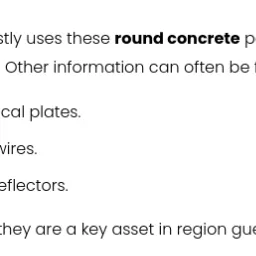 stly uses these round concrete p
Other information can often be f
cal plates.
wires.
eflectors.
they are a key asset in region gue